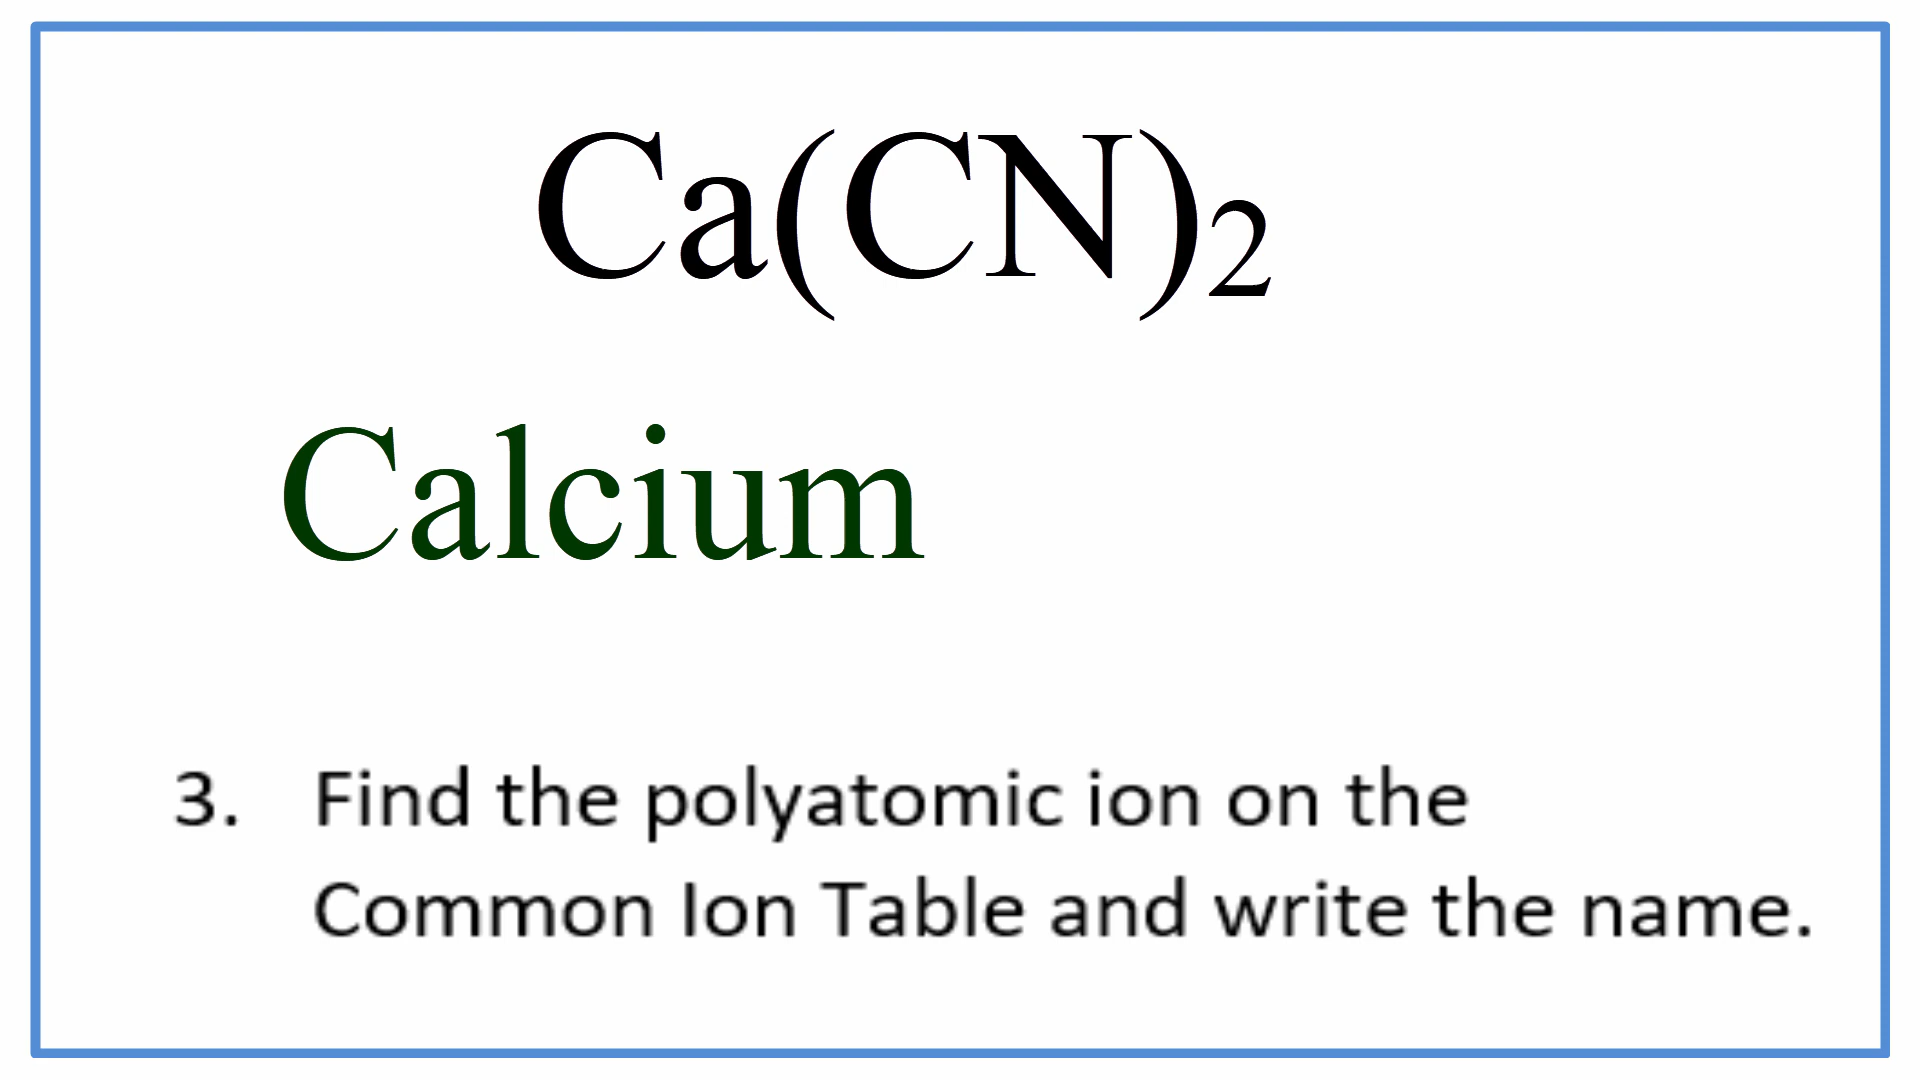 Ca(CN)₂
Calcium
3. Find the polyatomic ion on the
Common Ion Table and write the name.